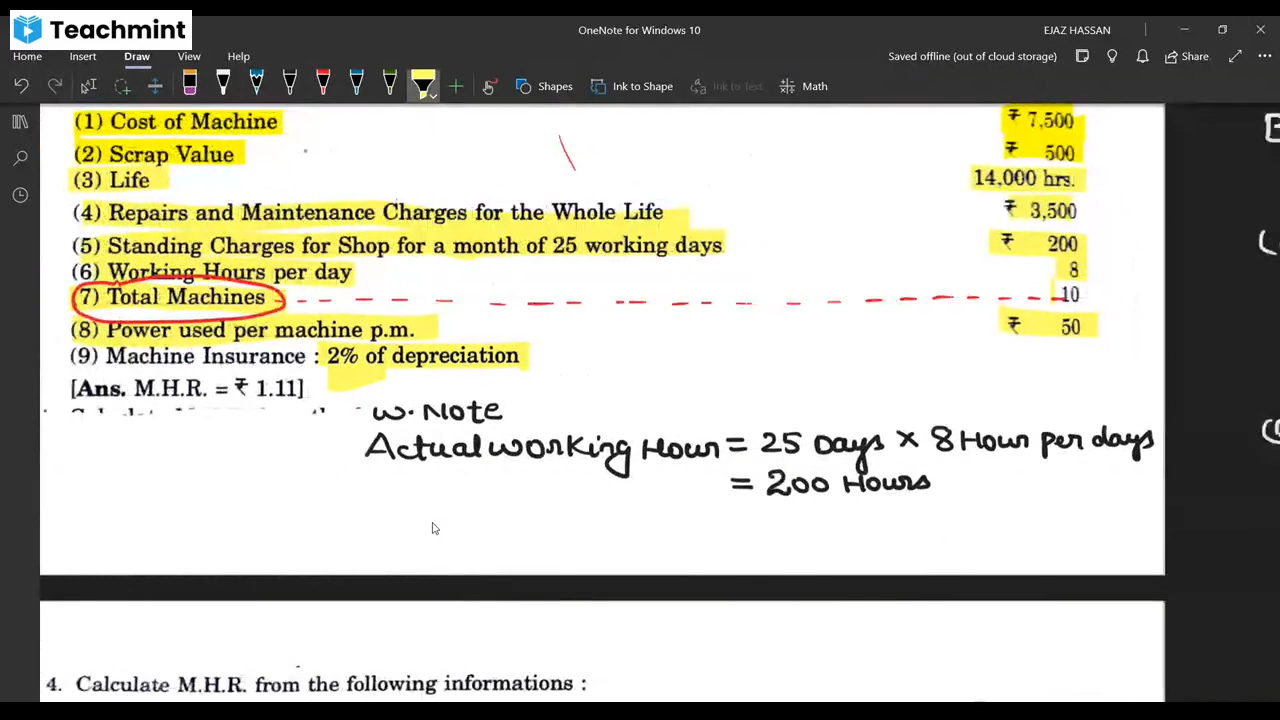 Teachmint
OneNote for Windows 10
EJAZ HASSAN
Home Insert Draw View Help
Saved offline (out of cloud storage)
Share
Shapes
Ink to Shape
Ink to Text
Math
(1) Cost of Machine ₹ 7,500
(2) Scrap Value ₹ 500
(3) Life 14,000 hrs.
(4) Repairs and Maintenance Charges for the Whole Life ₹ 3,500
(5) Standing Charges for Shop for a month of 25 working days ₹ 200
(6) Working Hours per day 8
7) Total Machines 10
(8) Power used per machine p.m. ₹ 50
(9) Machine Insurance : 2% of depreciation
[Ans. M.H.R. = ₹ 1.11]
W. Note
Actual working Hour = 25 Days × 8 Hour per days
= 200 Hours
4. Calculate M.H.R. from the following informations :